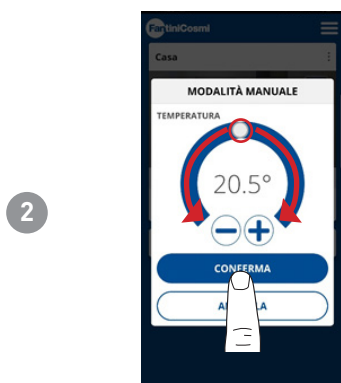 FantiniCosmi
Casa
MODALITÀ MANUALE
TEMPERATURA
20.5°
2
CONFERMA